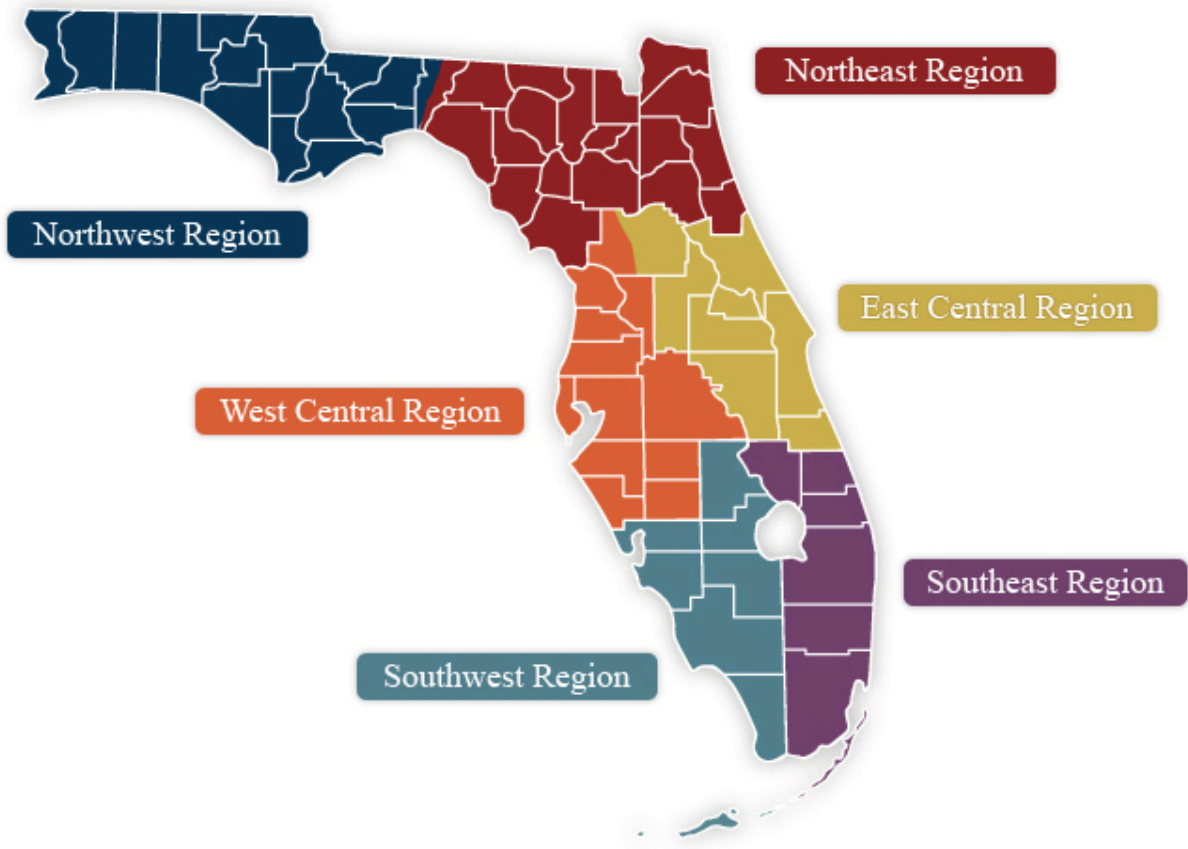 Northeast Region
Northwest Region
East Central Region
West Central Region
Southeast Region
Southwest Region